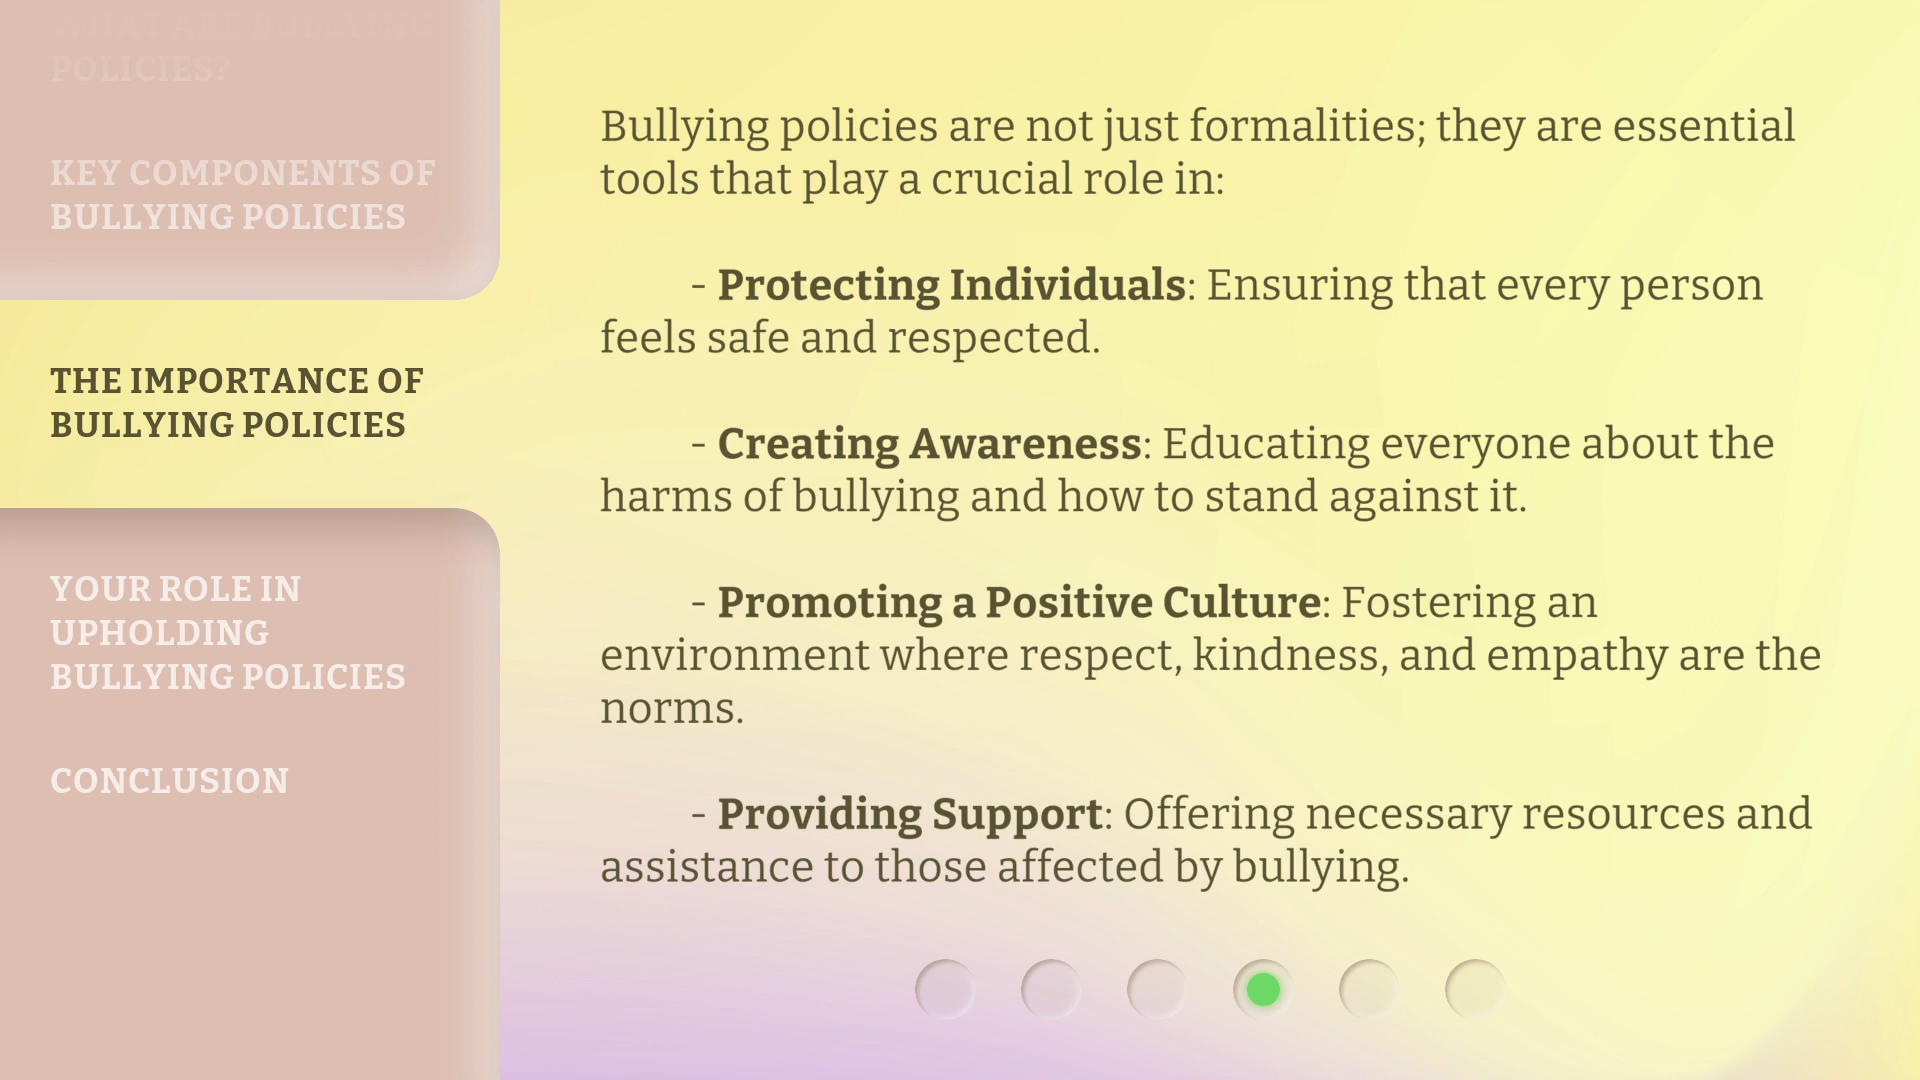 WHAT ARE BULLYING
POLICIES?
KEY COMPONENTS OF
BULLYING POLICIES
THE IMPORTANCE OF
BULLYING POLICIES
YOUR ROLE IN
UPHOLDING
BULLYING POLICIES
CONCLUSION
Bullying policies are not just formalities; they are essential
tools that play a crucial role in:
- Protecting Individuals: Ensuring that every person
feels safe and respected.
- Creating Awareness: Educating everyone about the
harms of bullying and how to stand against it.
- Promoting a Positive Culture: Fostering an
environment where respect, kindness, and empathy are the
norms.
- Providing Support: Offering necessary resources and
assistance to those affected by bullying.